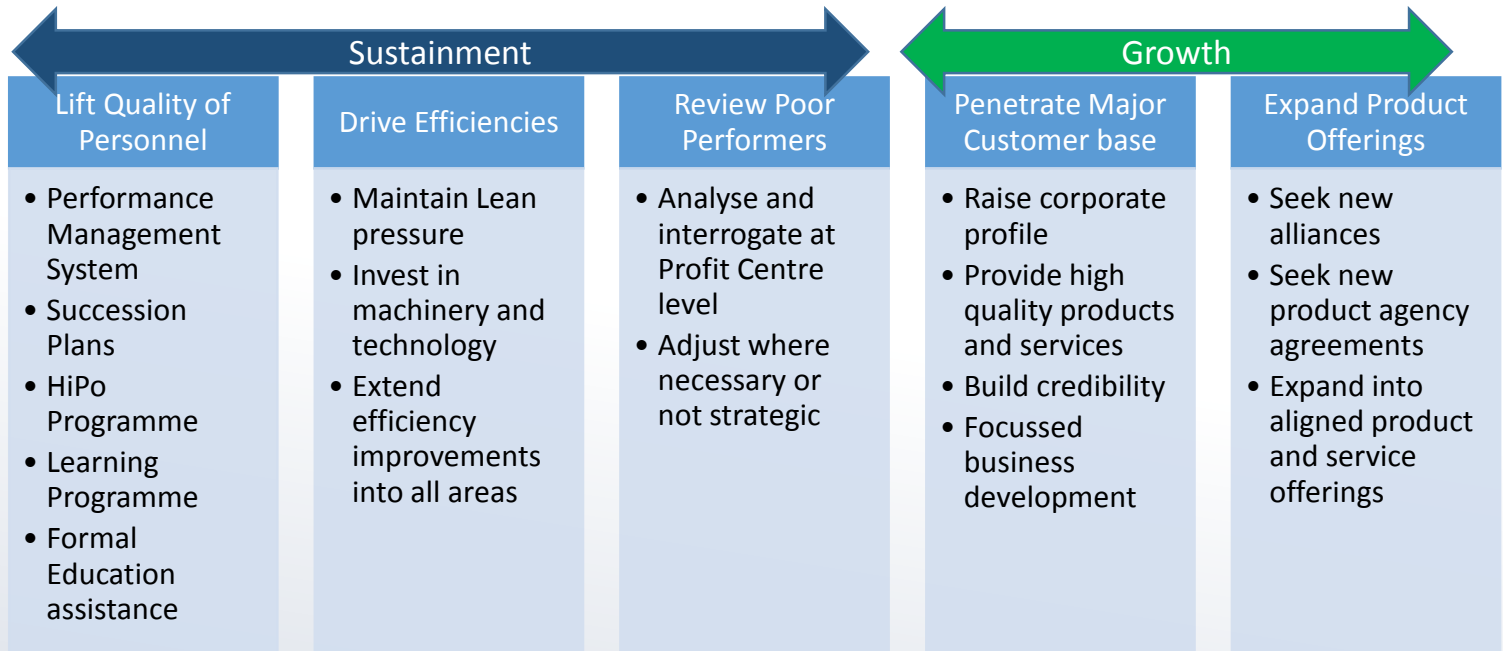 Sustainment
Growth
Lift Quality of
Personnel
• Performance
Management
System
• Succession
Plans
• HiPo
Programme
• Learning
Programme
• Formal
Education
assistance
Drive Efficiencies
• Maintain Lean
pressure
• Invest in
machinery and
technology
• Extend
efficiency
improvements
into all areas
Review Poor
Performers
• Analyse and
interrogate at
Profit Centre
level
• Adjust where
necessary or
not strategic
Penetrate Major
Customer base
• Raise corporate
profile
• Provide high
quality products
and services
• Build credibility
• Focussed
business
development
Expand Product
Offerings
• Seek new
alliances
• Seek new
product agency
agreements
• Expand into
aligned product
and service
offerings